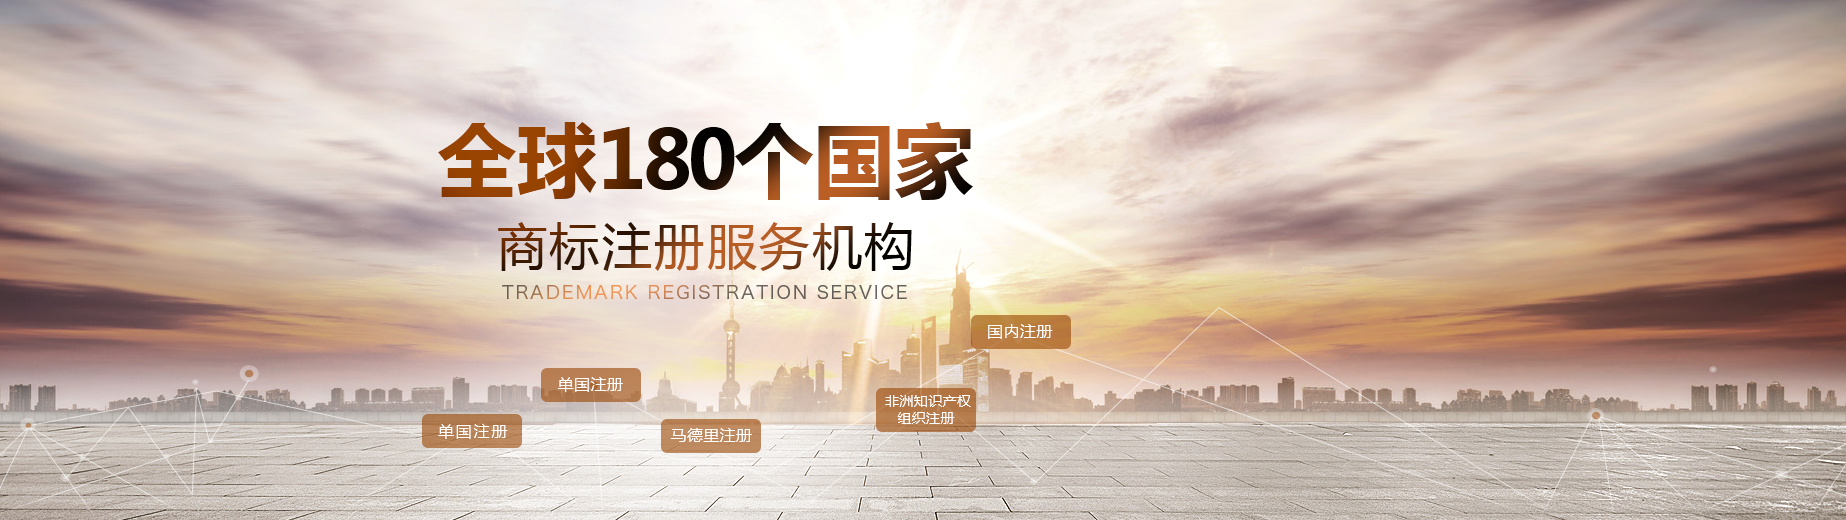 全球180个国家
商标注册服务机构
TRADEMARK REGISTRATION SERVICE
国内注册
单国注册
非洲知识产权
组织注册
单国注册
马德里注册